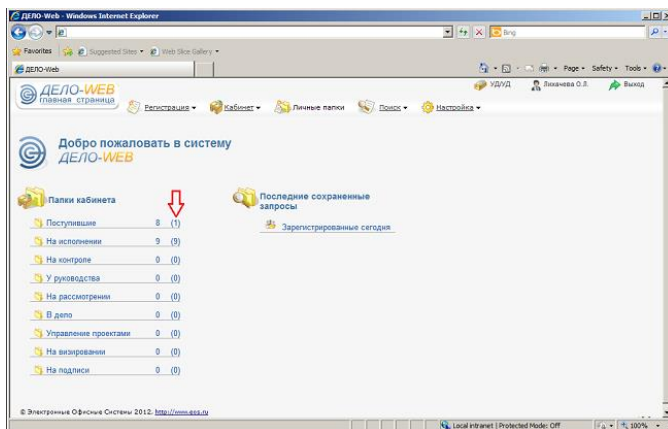 ДЕЛО-Web - Windows Internet Explorer
Bing
Favorites Suggested Sites Web Slice Gallery
ДЕЛО-Web
Page Safety Tools
ДЕЛО-WEB
главная страница
УД/УД Лихачева О.Л. Выход
Регистрация Кабинет Личные папки Поиск Настройка
Добро пожаловать в систему
ДЕЛО-WEB
Папки кабинета
Поступившие 8 (1)
На исполнении 9 (9)
На контроле 0 (0)
У руководства 0 (0)
На рассмотрении 0 (0)
В дело 0 (0)
Управление проектами 0 (0)
На визировании 0 (0)
На подписи 0 (0)
Последние сохраненные
запросы
Зарегистрированные сегодня
© Электронные Офисные Системы 2012. http://www.eos.ru
Local intranet | Protected Mode: Off 100%